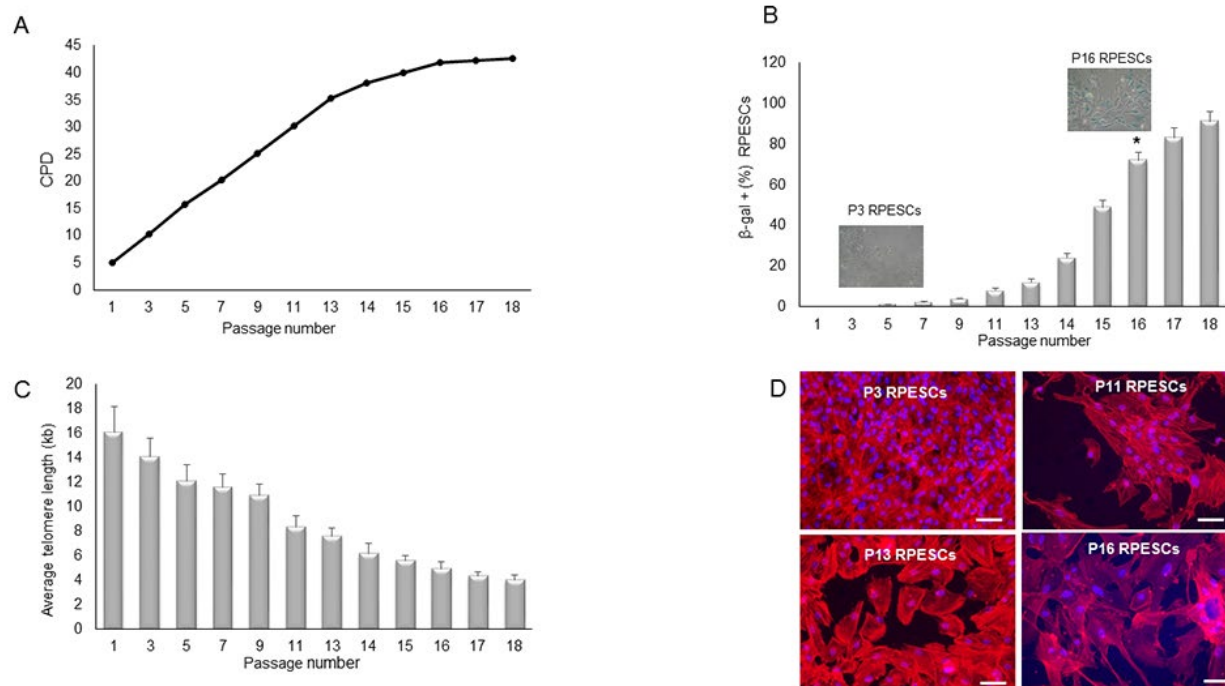 A
CPD
45
40
35
30
25
20
15
10
5
0
1 3 5 7 9 11 13 14 15 16 17 18
Passage number
B
β-gal + (%) RPESCs
120
100
80
60
40
20
0
P3 RPESCs
P16 RPESCs
*
1 3 5 7 9 11 13 14 15 16 17 18
Passage number
C
Average telomere length (kb)
20
18
16
14
12
10
8
6
4
2
0
1 3 5 7 9 11 13 14 15 16 17 18
Passage number
D
P3 RPESCs
P11 RPESCs
P13 RPESCs
P16 RPESCs